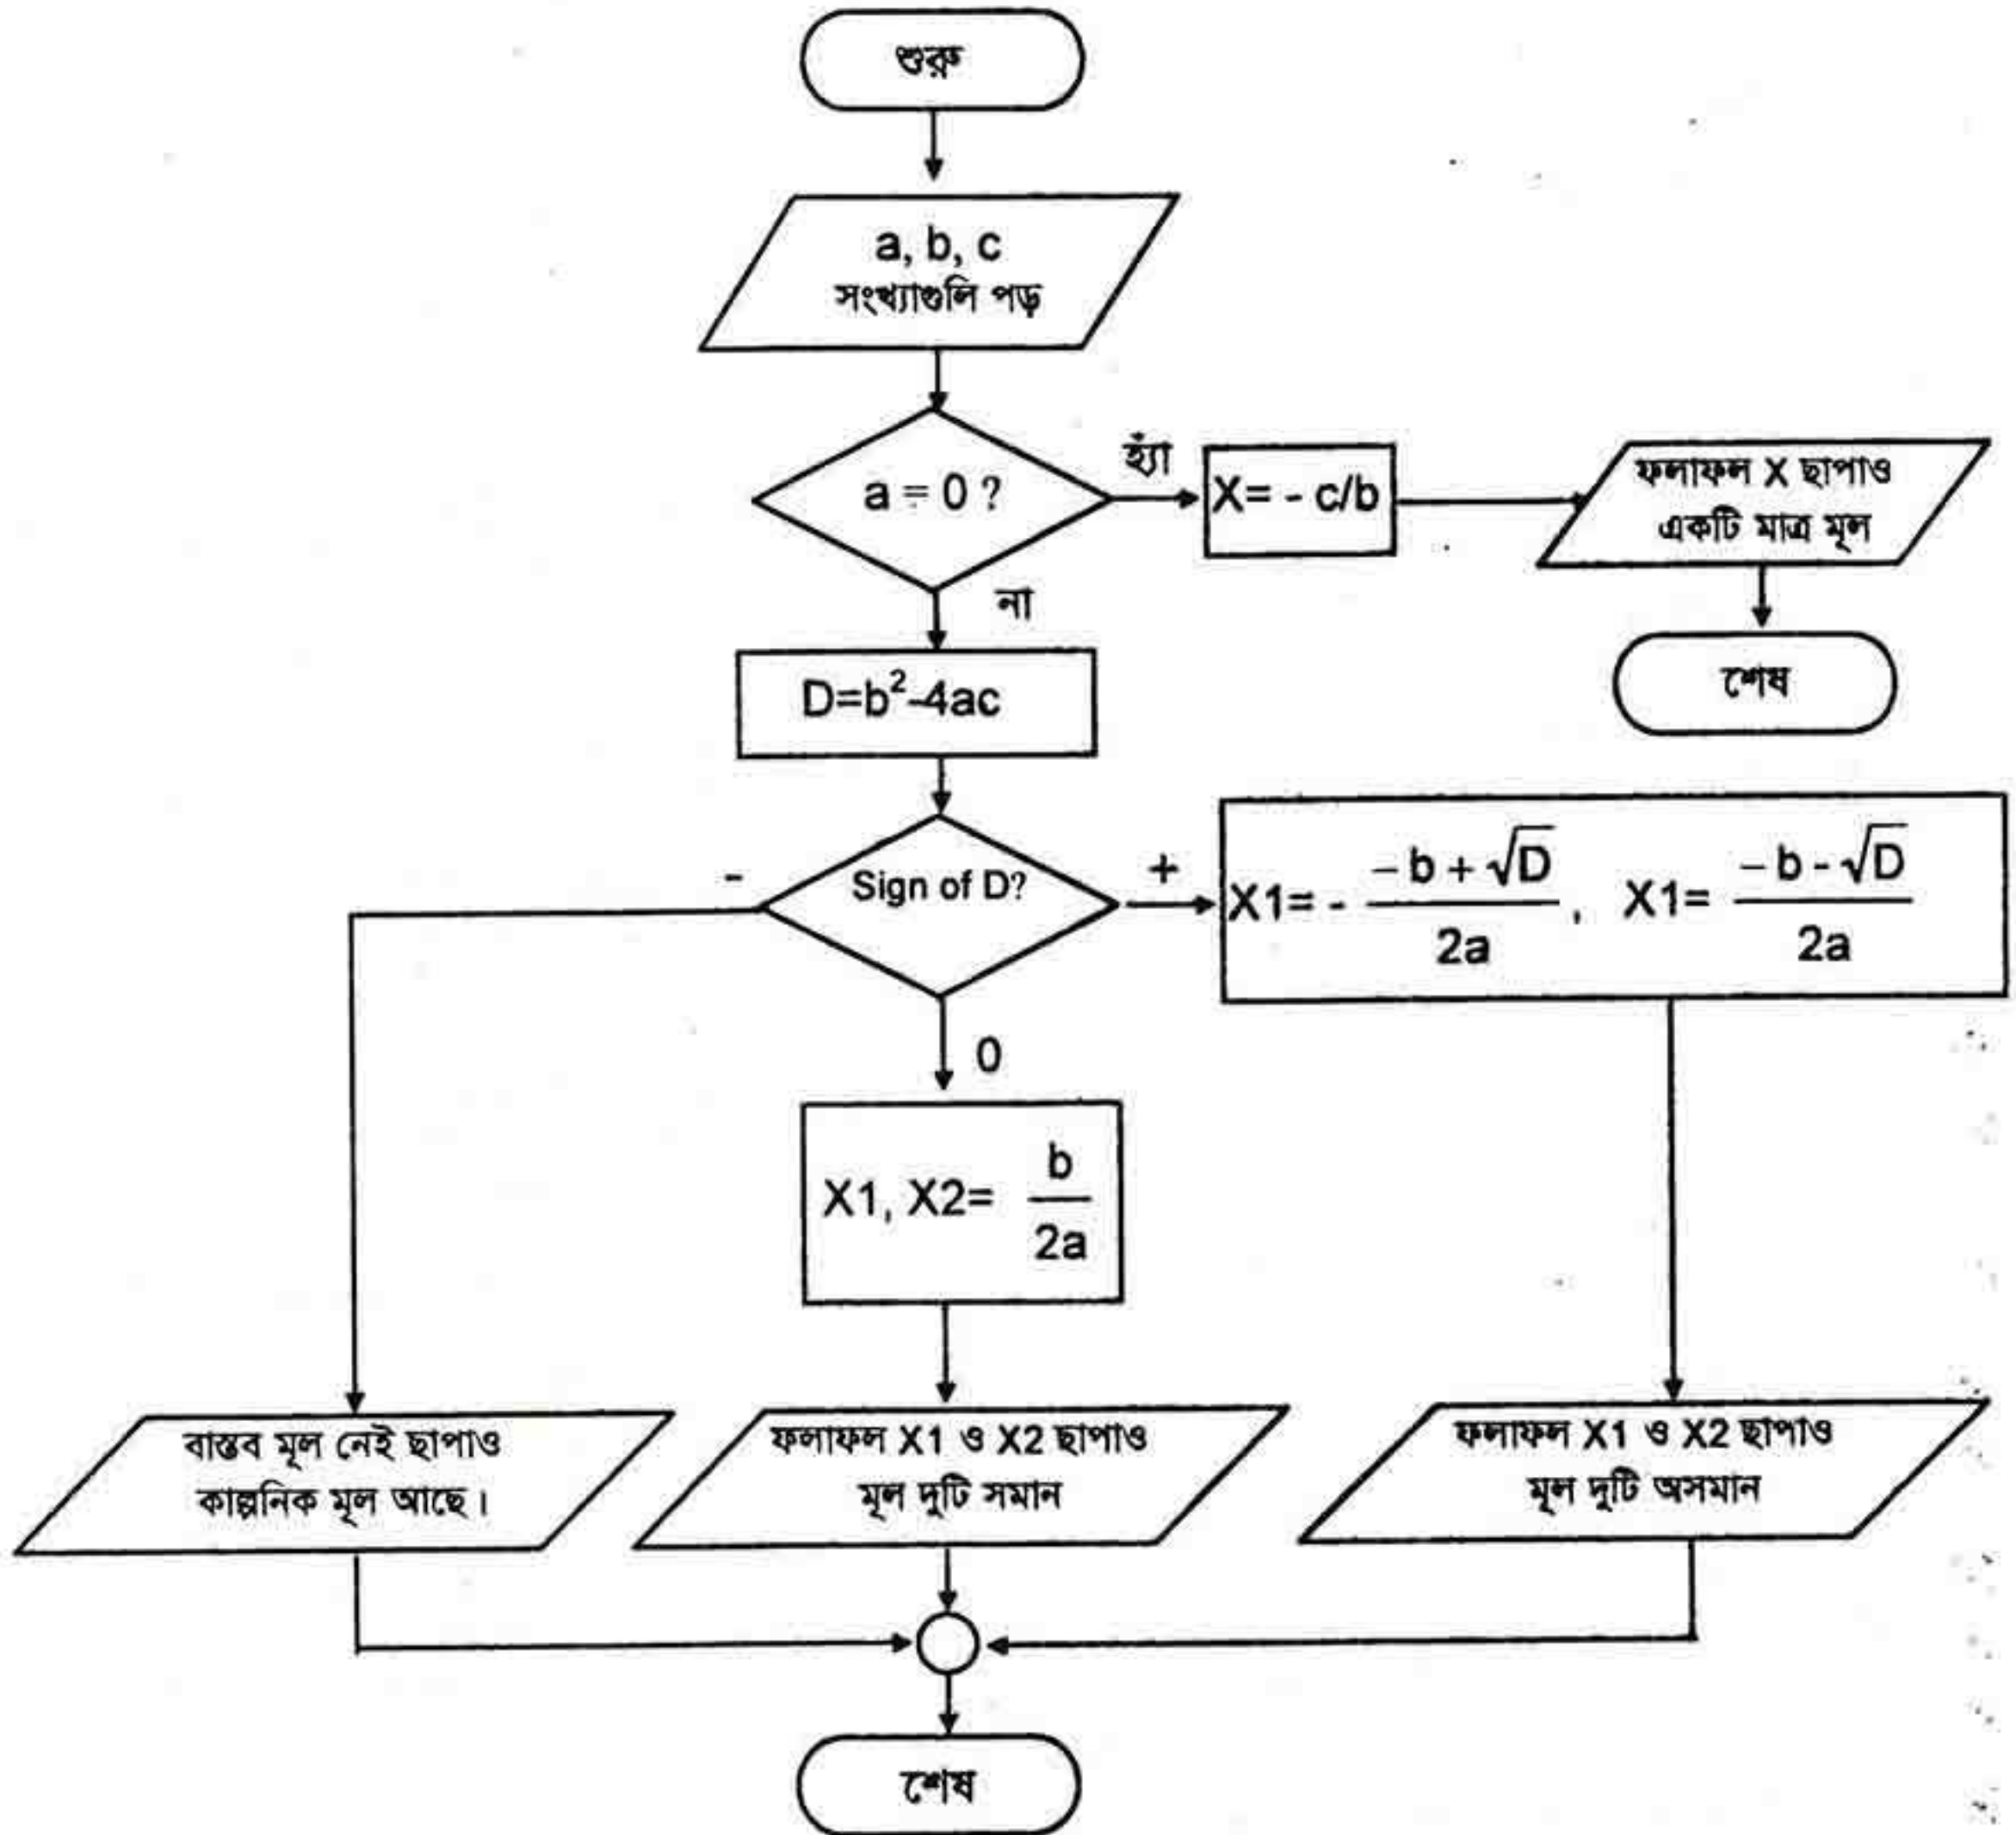 শুরু
a, b, c
সংখ্যাগুলি পড়
a = 0 ?
হ্যাঁ
X= - c/b
ফলাফল X ছাপাও
একটি মাত্র মূল
না
শেষ
D=b²-4ac
-
Sign of D?
+
X1= - (– b + √D)/2a , X1= (– b - √D)/2a
0
X1, X2= b/2a
বাস্তব মূল নেই ছাপাও
কাল্পনিক মূল আছে।
ফলাফল X1 ও X2 ছাপাও
মূল দুটি সমান
ফলাফল X1 ও X2 ছাপাও
মূল দুটি অসমান
শেষ